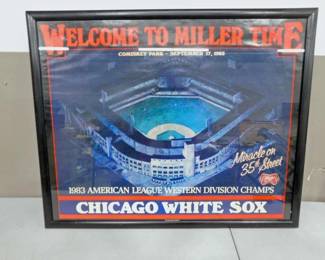 WELCOME TO MILLER TIME
COMISKEY PARK - SEPTEMBER 17, 1983
Miracle on
35th Street
1983 AMERICAN LEAGUE WESTERN DIVISION CHAMPS
CHICAGO WHITE SOX